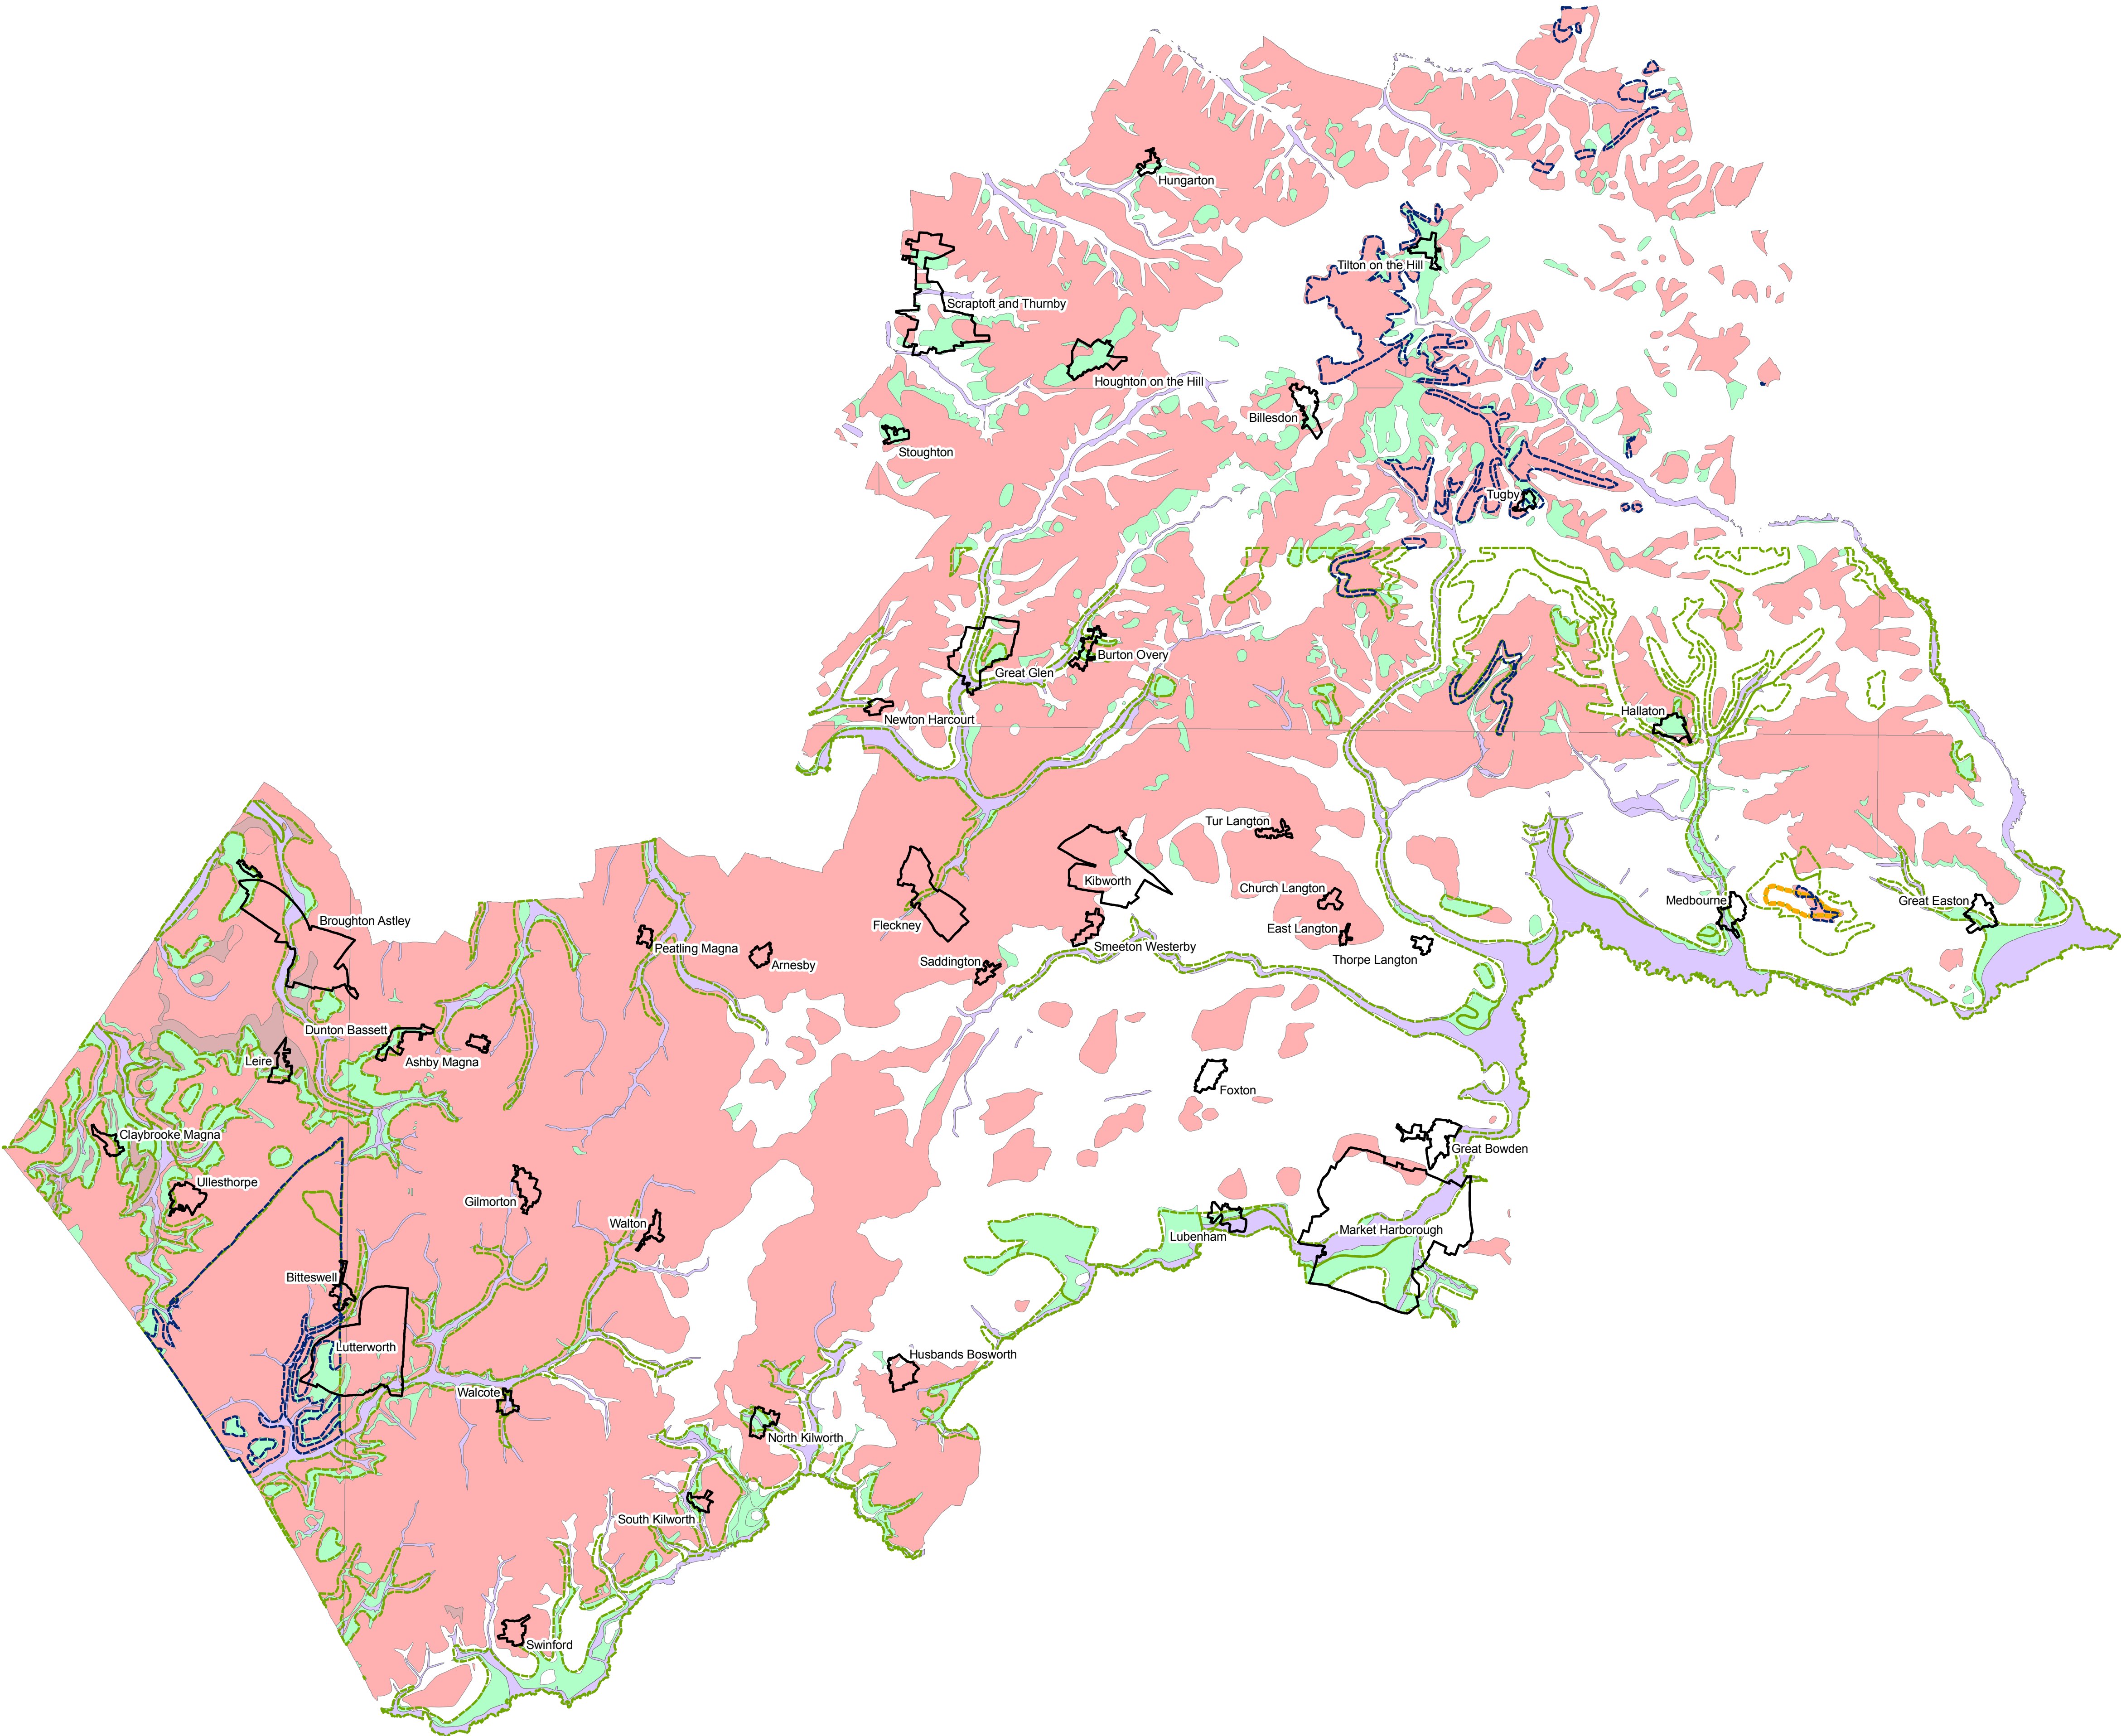 Hungarton
Tilton on the Hill
Scraptoft and Thurnby
Houghton on the Hill
Billesdon
Stoughton
Tugby
Burton Overy
Great Glen
Hallaton
Newton Harcourt
Tur Langton
Kibworth
Church Langton
Medbourne
Great Easton
Broughton Astley
Fleckney
East Langton
Smeeton Westerby
Peatling Magna
Thorpe Langton
Saddington
Arnesby
Dunton Bassett
Leire
Ashby Magna
Foxton
Claybrooke Magna
Great Bowden
Ullesthorpe
Gilmorton
Walton
Market Harborough
Lubenham
Bitteswell
Lutterworth
Husbands Bosworth
Walcote
North Kilworth
South Kilworth
Swinford